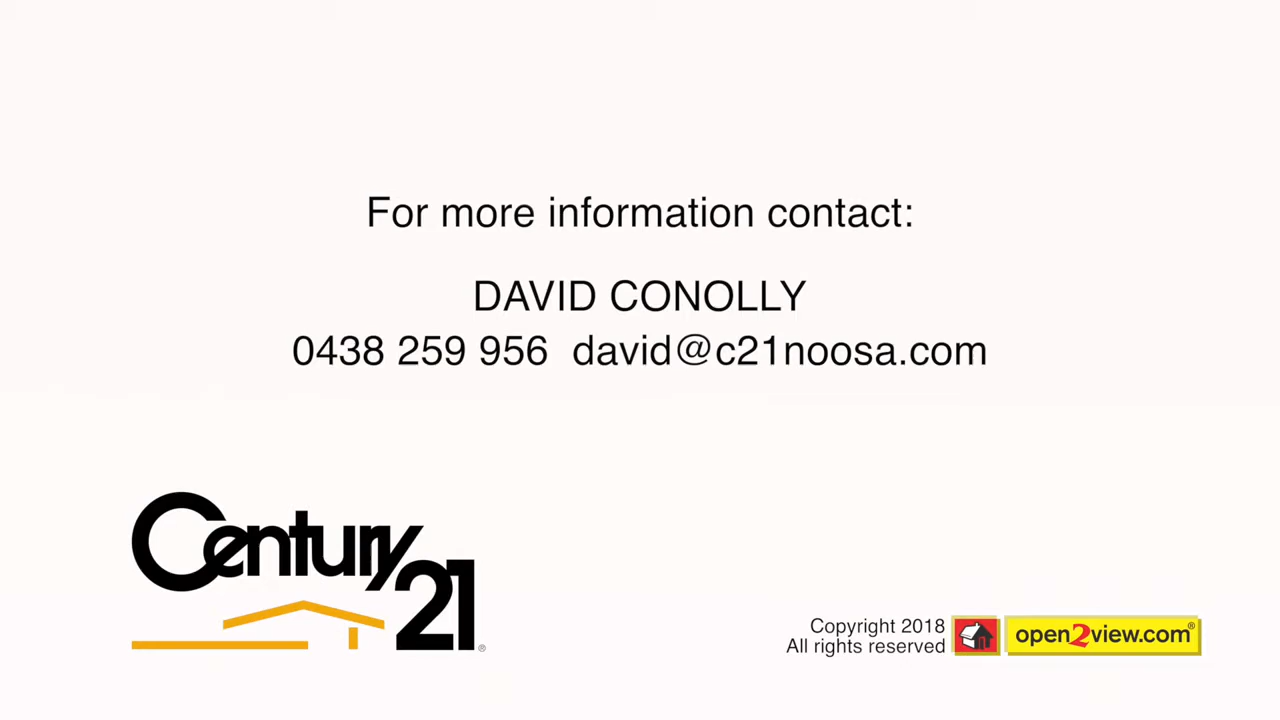 For more information contact:
DAVID CONOLLY
0438 259 956  david@c21noosa.com
Century 21®
Copyright 2018
All rights reserved
open2view.com®